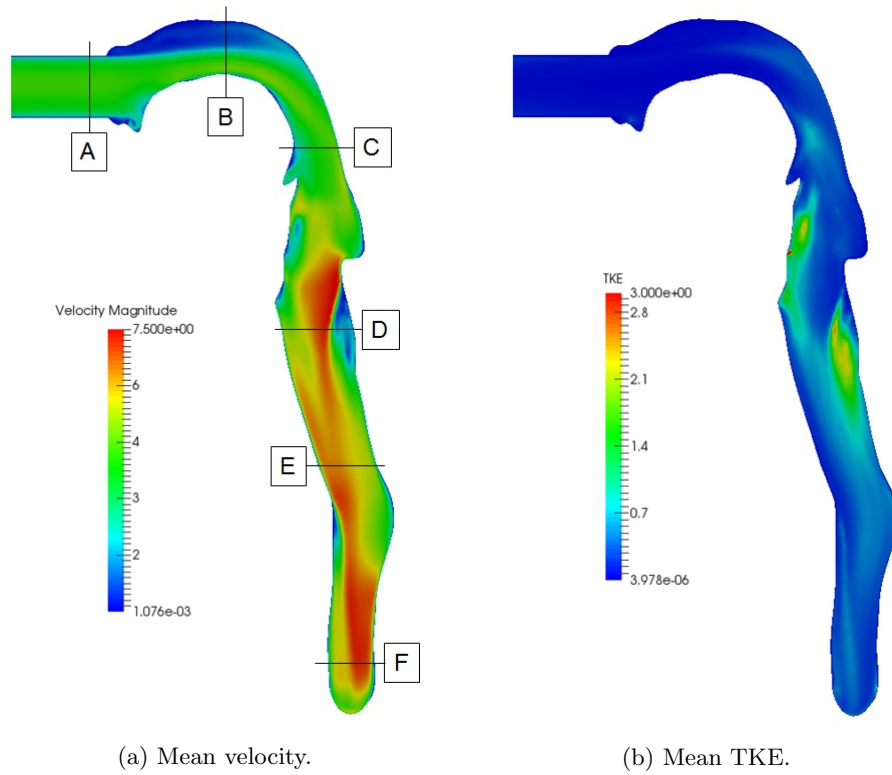 B
A
C
Velocity Magnitude
7.500e+00
6
4
3
2
1.076e-03
D
E
F
TKE
3.000e+00
2.8
2.1
1.4
0.7
3.978e-06
(a) Mean velocity.
(b) Mean TKE.